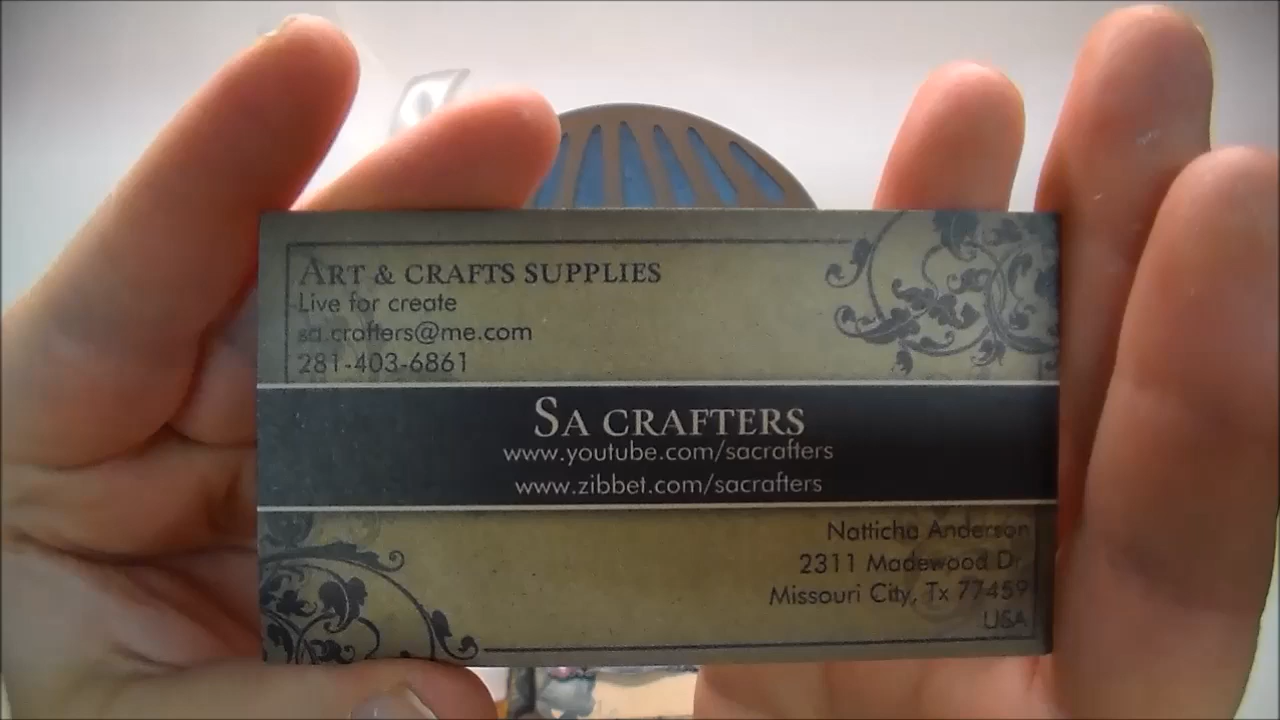 ART & CRAFTS SUPPLIES
Live for create
sa.crafters@me.com
281-403-6861
SA CRAFTERS
www.youtube.com/sacrafters
www.zibbet.com/sacrafters
Natticha Anderson
2311 Madewood Dr.
Missouri City, Tx 77459
USA